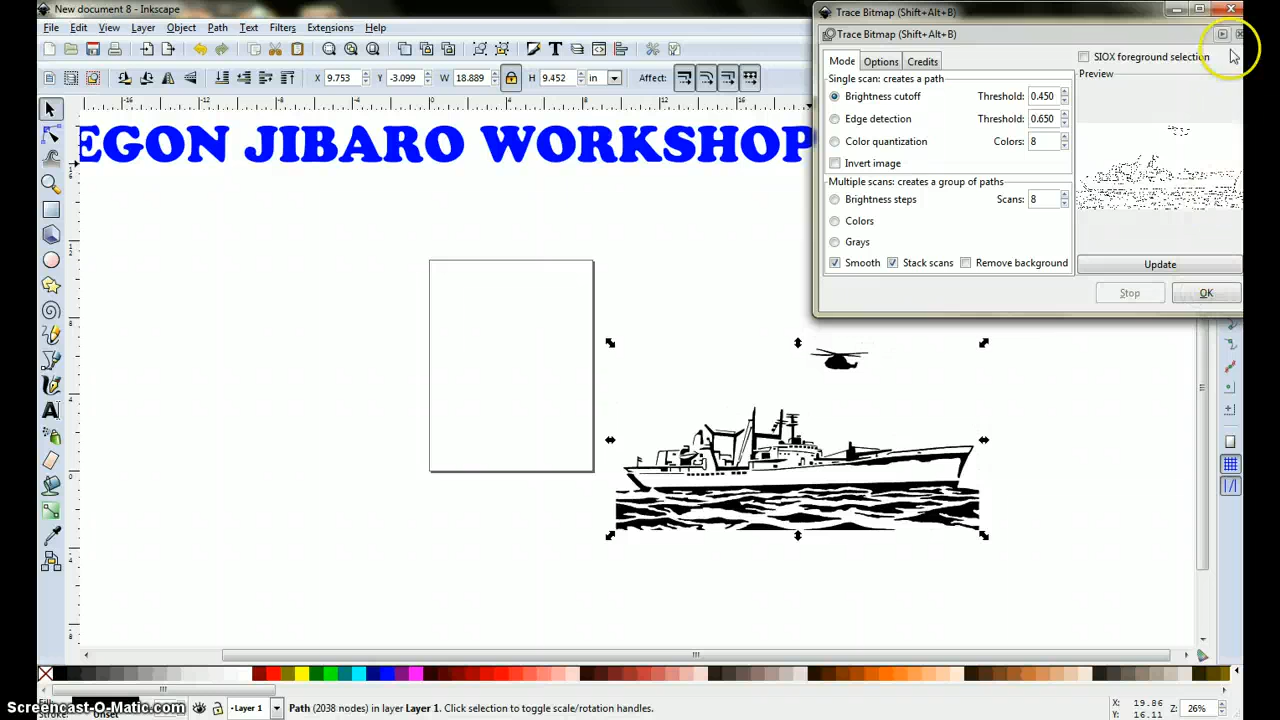 New document 8 - Inkscape
File Edit View Layer Object Path Text Filters Extensions Help
X 9.753 Y -3.099 W 18.889 H 9.452 in Affect:
EGON JIBARO WORKSHOP
Trace Bitmap (Shift+Alt+B)
Trace Bitmap (Shift+Alt+B)
Mode Options Credits
SIOX foreground selection
Preview
Single scan: creates a path
Brightness cutoff Threshold: 0.450
Edge detection Threshold: 0.650
Color quantization Colors: 8
Invert image
Multiple scans: creates a group of paths
Brightness steps Scans: 8
Colors
Grays
Smooth Stack scans Remove background
Update
Stop OK
Screencast-O-Matic.com
Layer 1 Path (2038 nodes) in layer Layer 1. Click selection to toggle scale/rotation handles.
X: 19.86
Y: 16.11
Z: 26%